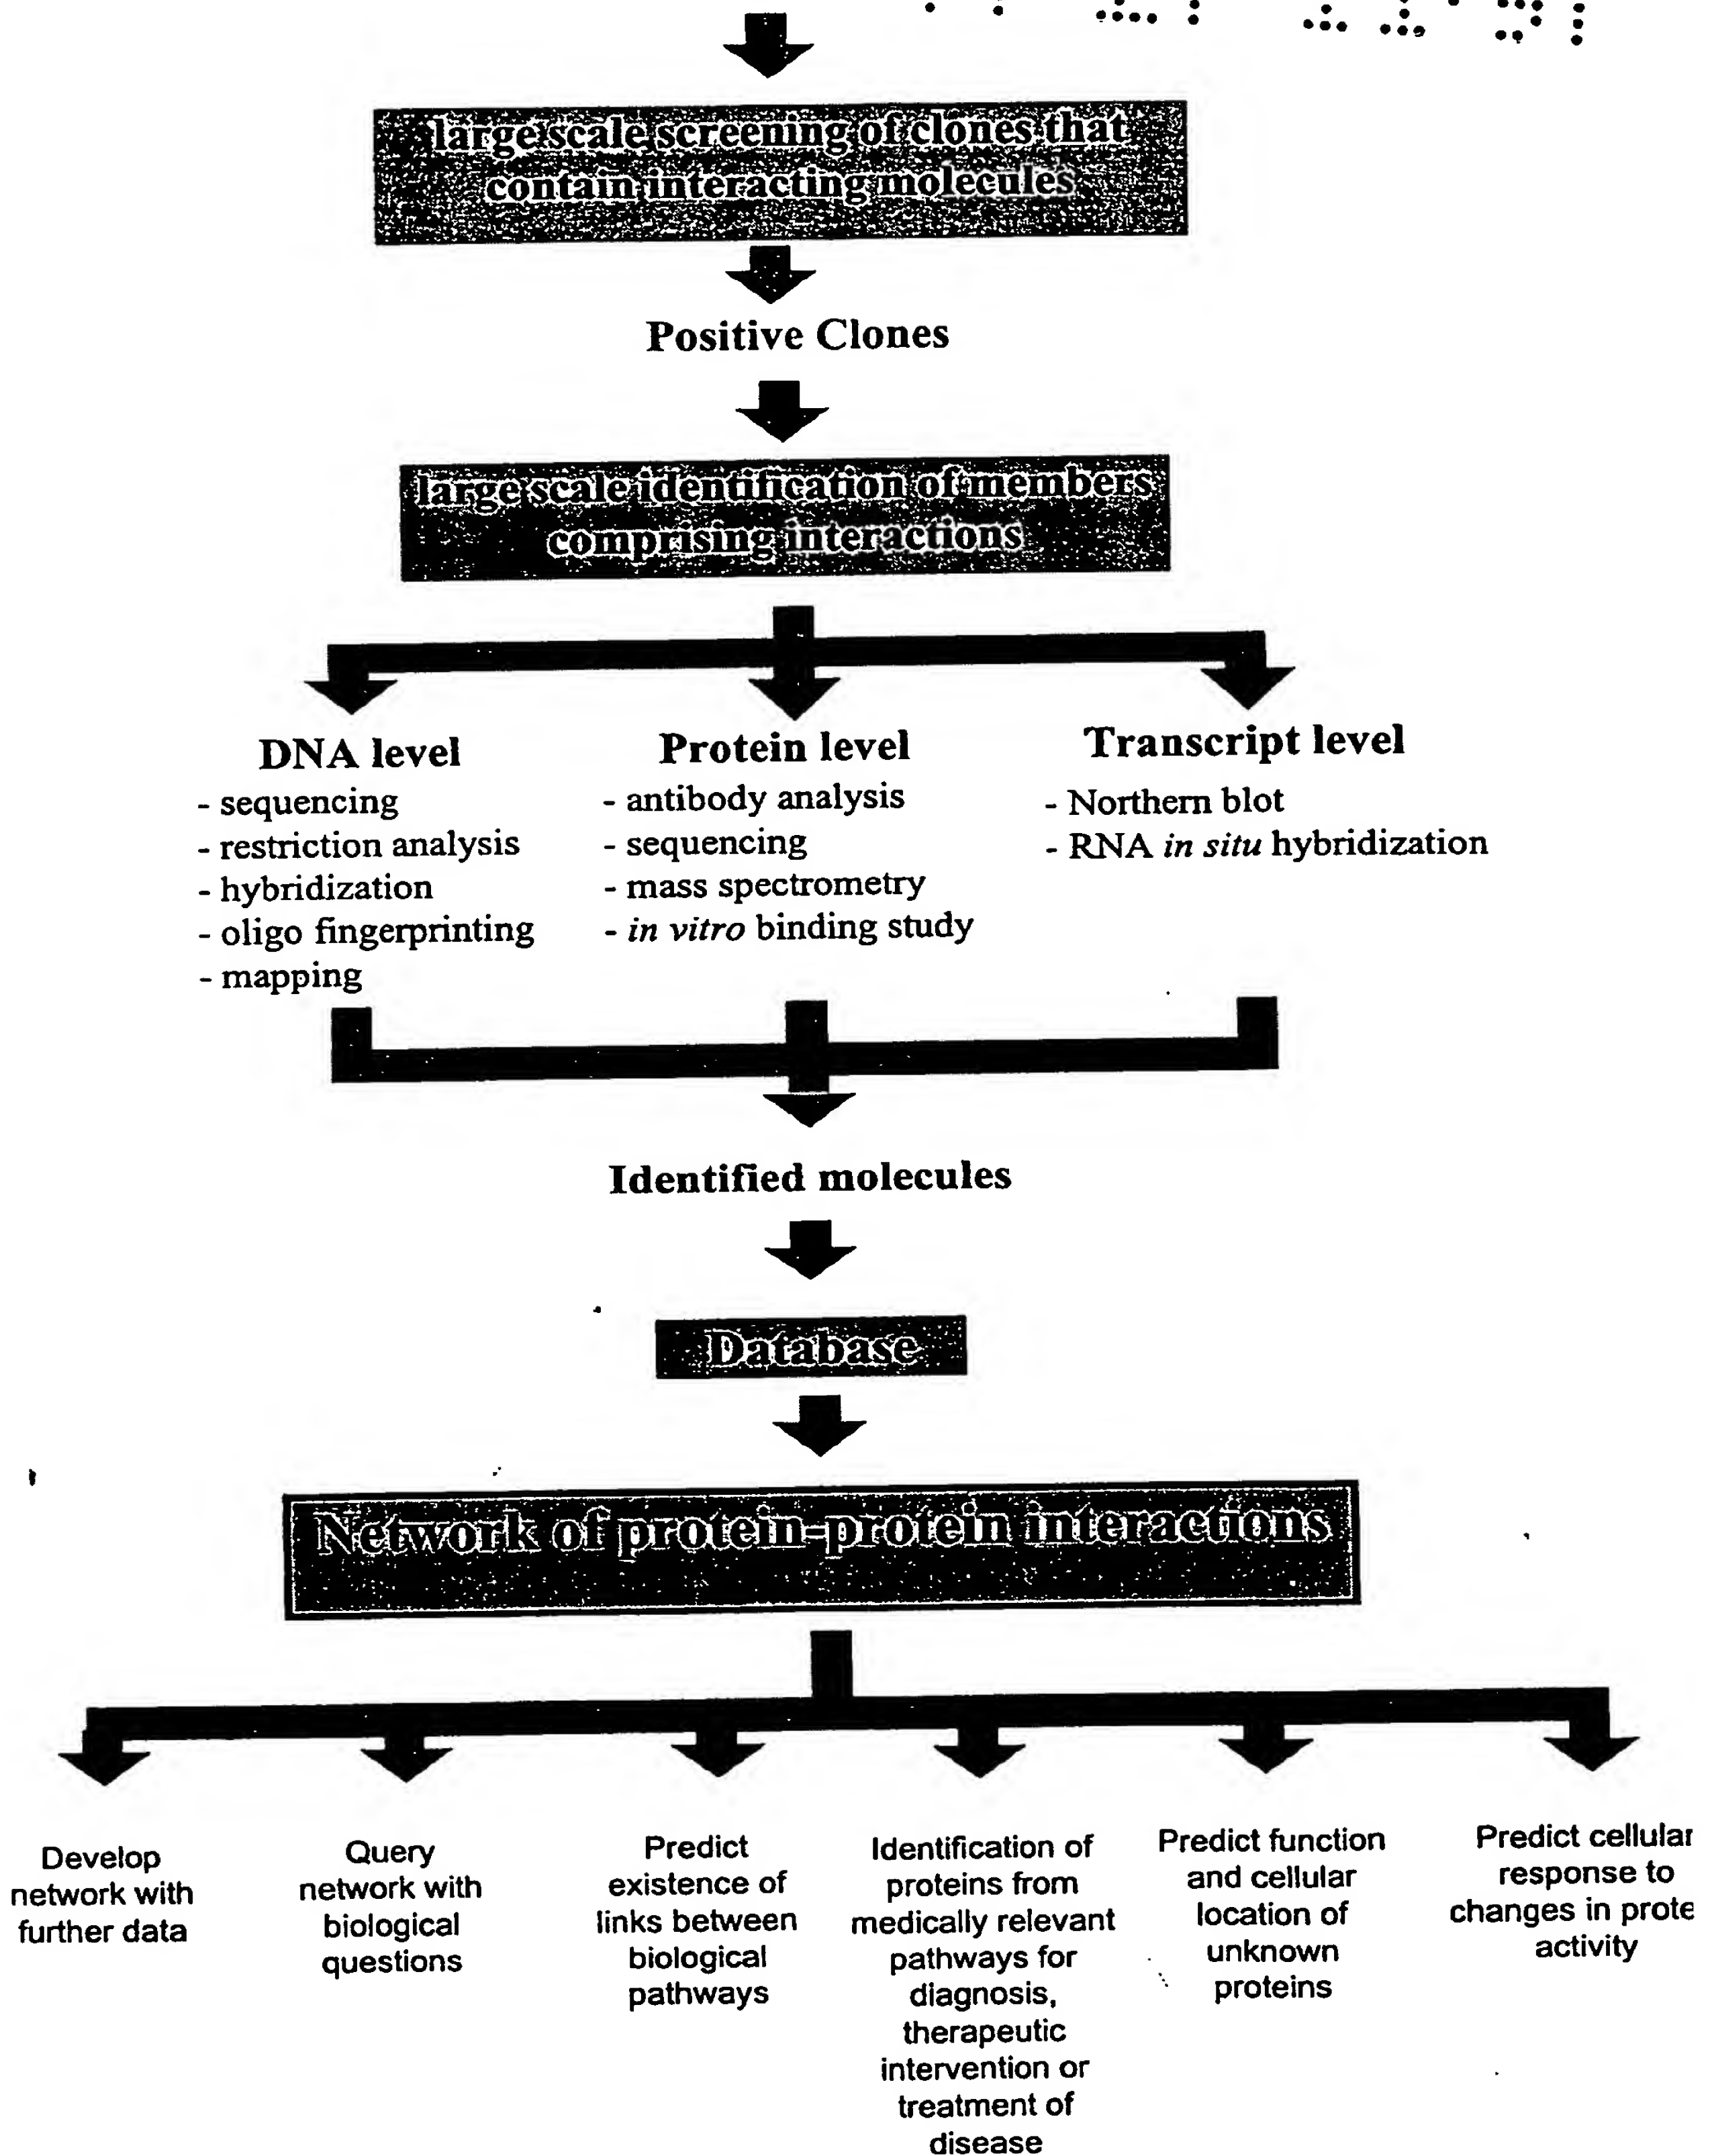 large scale screening of clones that
contain interacting molecules
Positive Clones
large scale identification of members
comprising interactions
DNA level
- sequencing
- restriction analysis
- hybridization
- oligo fingerprinting
- mapping
Protein level
- antibody analysis
- sequencing
- mass spectrometry
- in vitro binding study
Transcript level
- Northern blot
- RNA in situ hybridization
Identified molecules
Database
Network of protein-protein interactions
Develop
network with
further data
Query
network with
biological
questions
Predict
existence of
links between
biological
pathways
Identification of
proteins from
medically relevant
pathways for
diagnosis,
therapeutic
intervention or
treatment of
disease
Predict function
and cellular
location of
unknown
proteins
Predict cellular
response to
changes in prote
activity